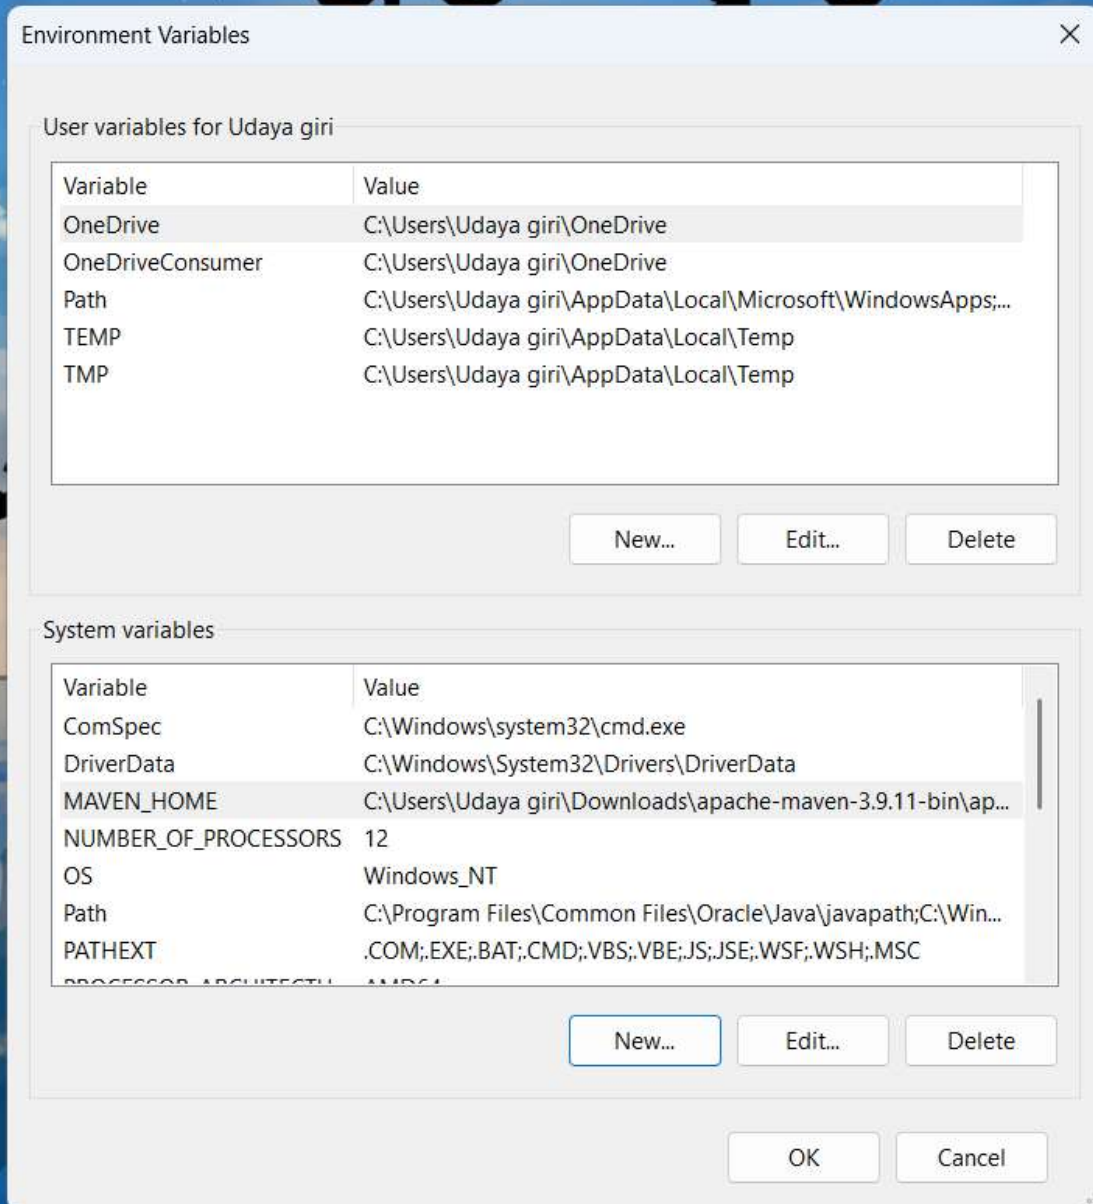 Environment Variables
User variables for Udaya giri
Variable Value
OneDrive C:\Users\Udaya giri\OneDrive
OneDriveConsumer C:\Users\Udaya giri\OneDrive
Path C:\Users\Udaya giri\AppData\Local\Microsoft\WindowsApps;...
TEMP C:\Users\Udaya giri\AppData\Local\Temp
TMP C:\Users\Udaya giri\AppData\Local\Temp
New... Edit... Delete
System variables
Variable Value
ComSpec C:\Windows\system32\cmd.exe
DriverData C:\Windows\System32\Drivers\DriverData
MAVEN_HOME C:\Users\Udaya giri\Downloads\apache-maven-3.9.11-bin\ap...
NUMBER_OF_PROCESSORS 12
OS Windows_NT
Path C:\Program Files\Common Files\Oracle\Java\javapath;C:\Win...
PATHEXT .COM;.EXE;.BAT;.CMD;.VBS;.VBE;.JS;.JSE;.WSF;.WSH;.MSC
PROCESSOR_ARCHITECTU... AMD64
New... Edit... Delete
OK Cancel